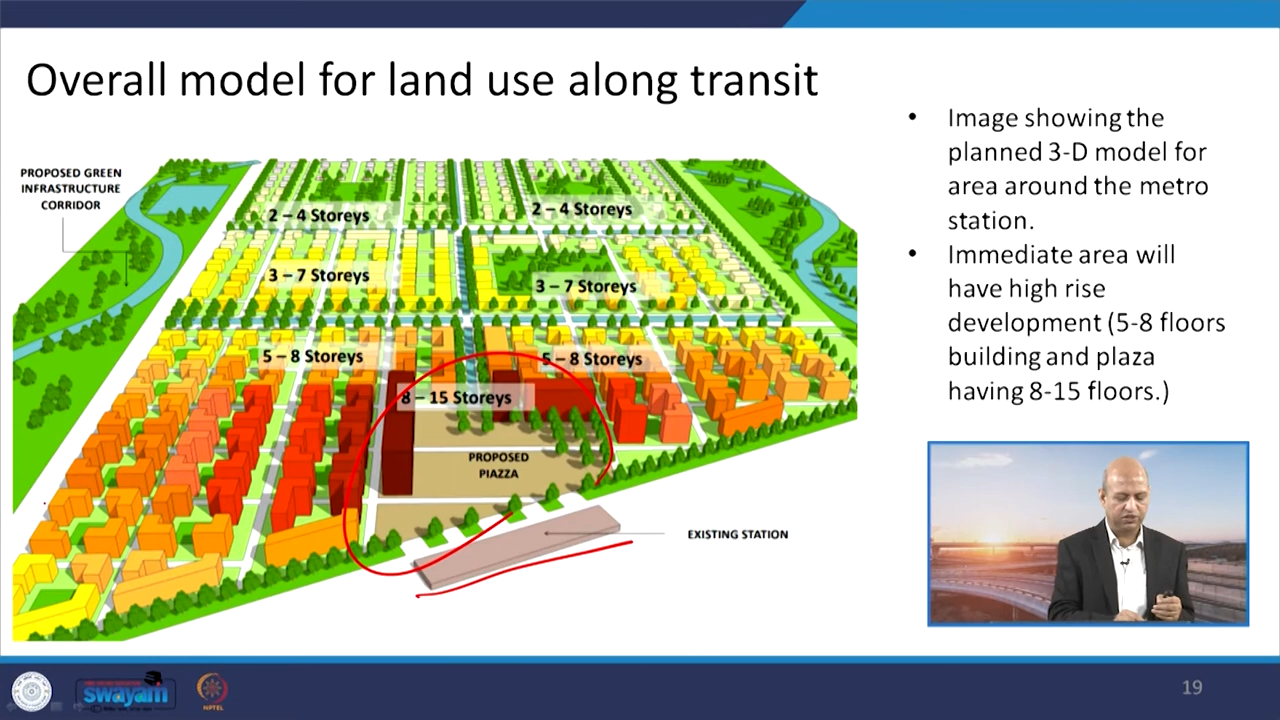 Overall model for land use along transit
PROPOSED GREEN
INFRASTRUCTURE
CORRIDOR
2 – 4 Storeys
2 – 4 Storeys
3 – 7 Storeys
3 – 7 Storeys
5 – 8 Storeys
5 – 8 Storeys
8 – 15 Storeys
PROPOSED
PIAZZA
EXISTING STATION
• Image showing the
planned 3-D model for
area around the metro
station.
• Immediate area will
have high rise
development (5-8 floors
building and plaza
having 8-15 floors.)
swayam
NPTEL
19